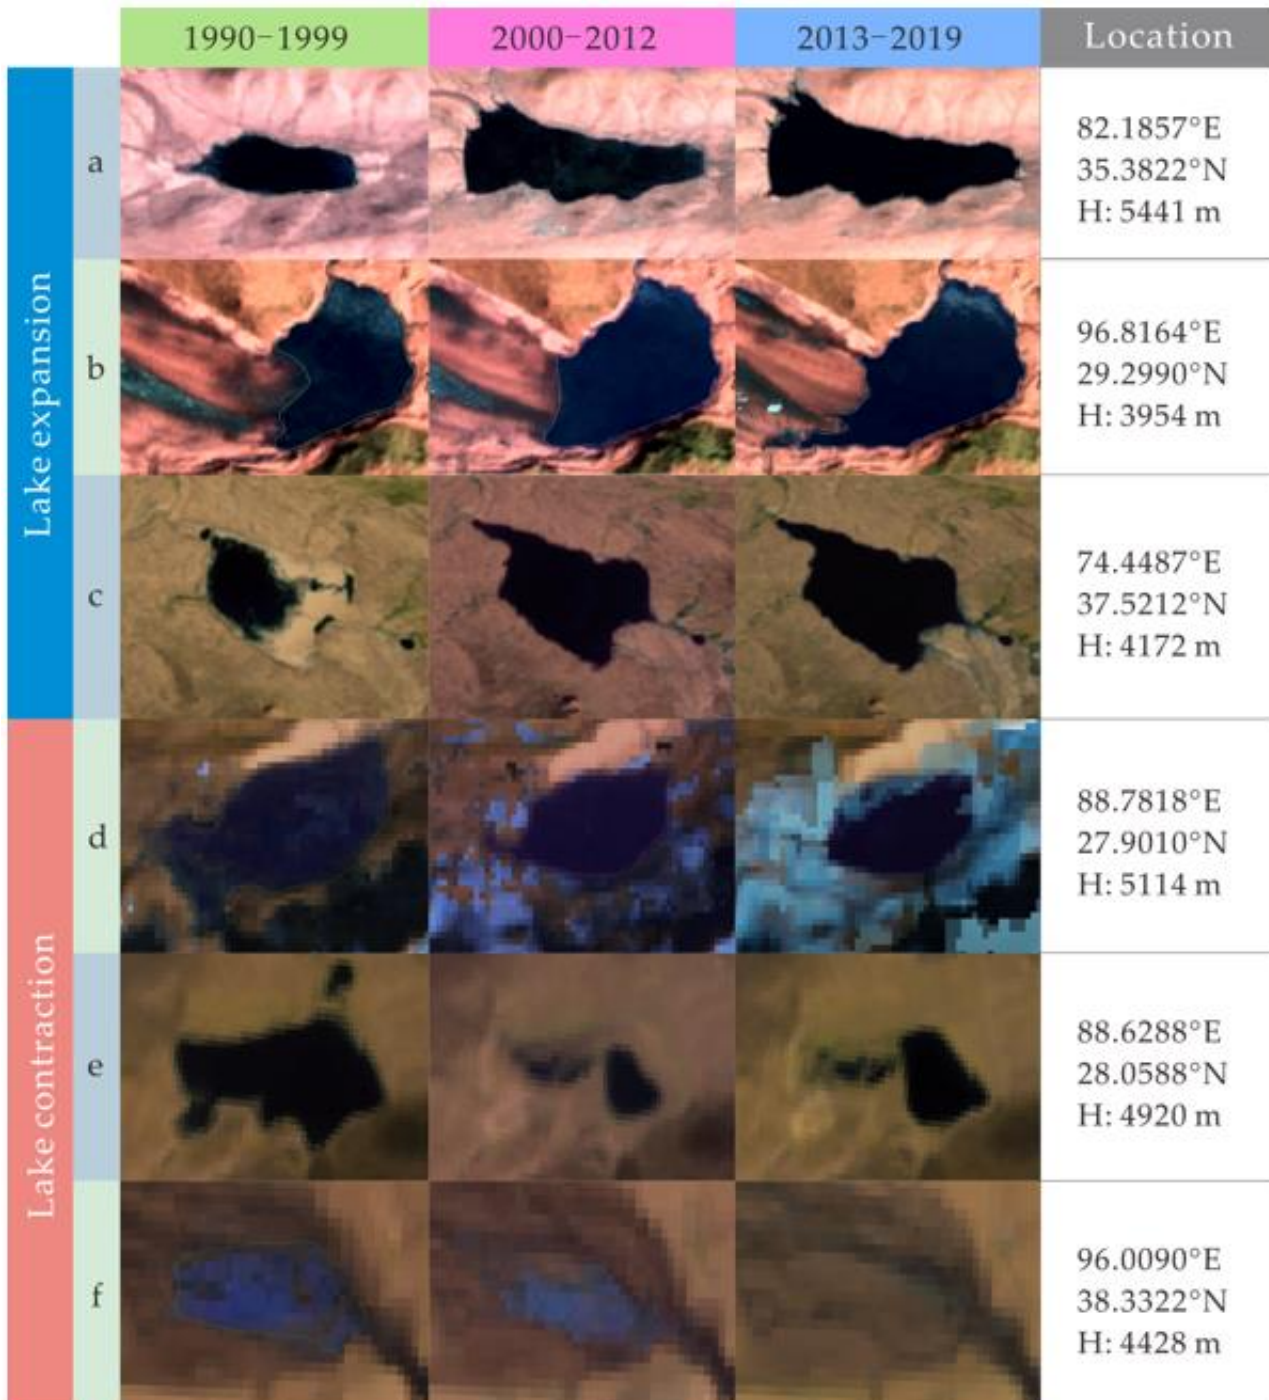 1990–1999
2000–2012
2013–2019
Location
Lake expansion
a
82.1857°E
35.3822°N
H: 5441 m
b
96.8164°E
29.2990°N
H: 3954 m
c
74.4487°E
37.5212°N
H: 4172 m
Lake contraction
d
88.7818°E
27.9010°N
H: 5114 m
e
88.6288°E
28.0588°N
H: 4920 m
f
96.0090°E
38.3322°N
H: 4428 m